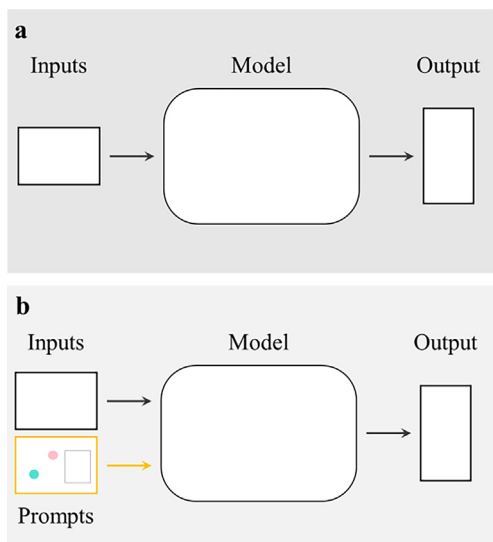 a
Inputs
Model
Output
b
Inputs
Model
Output
Prompts